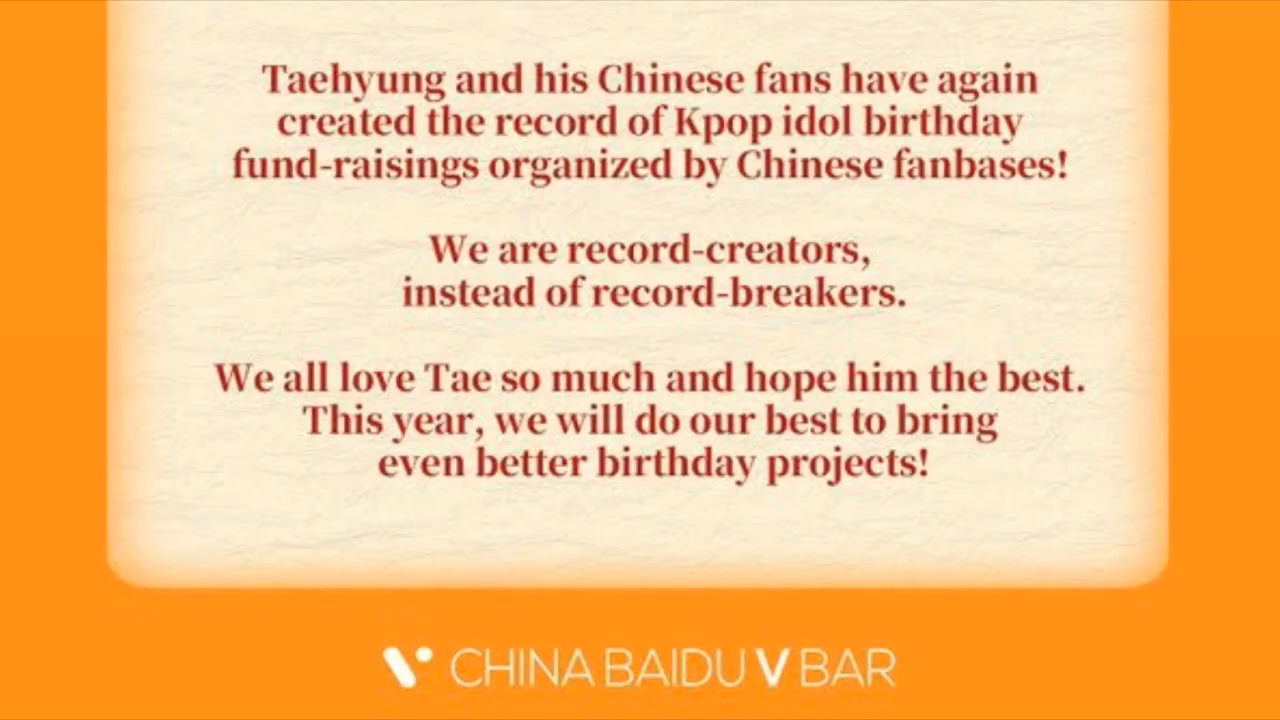 Taehyung and his Chinese fans have again
created the record of Kpop idol birthday
fund-raisings organized by Chinese fanbases!
We are record-creators,
instead of record-breakers.
We all love Tae so much and hope him the best.
This year, we will do our best to bring
even better birthday projects!
CHINA BAIDU V BAR